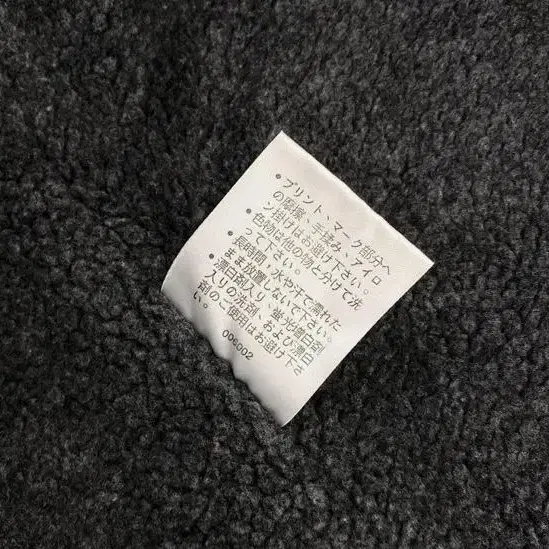 ・プリント、マーク部分へ
の摩擦、手揉み、アイロ
ン掛けはお避け下さい。
・色物は他の物と分けて洗
って下さい。
・長時間、水や汗で濡れた
まま放置しないで下さい。
・漂白剤入り、蛍光増白剤
入りの洗剤、および漂白
剤のご使用はお避け下さ
い。
006002